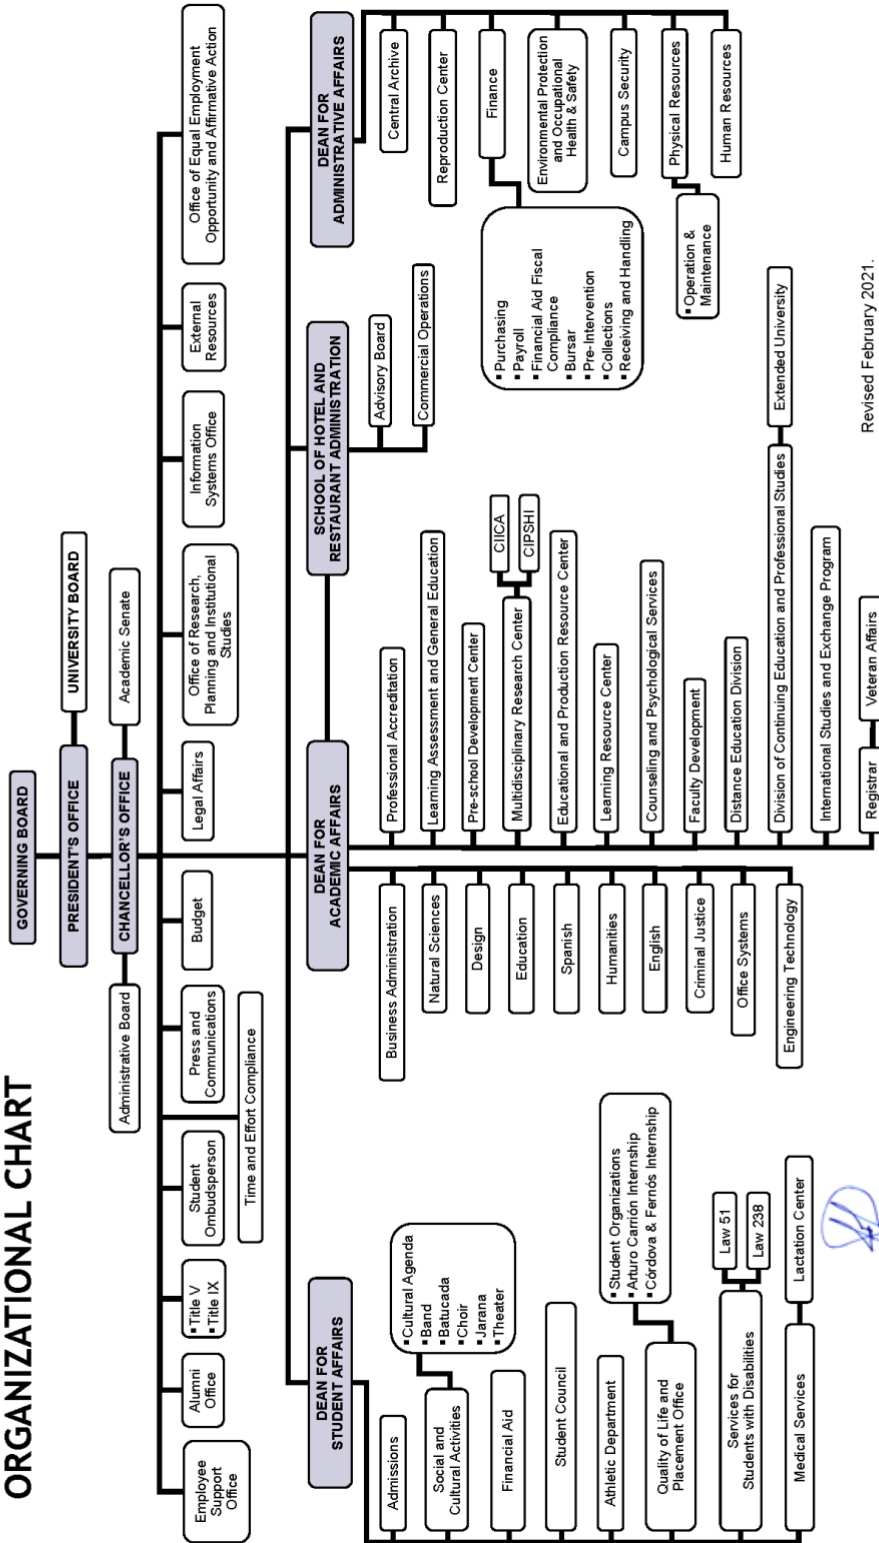 ORGANIZATIONAL CHART
GOVERNING BOARD
PRESIDENT'S OFFICE
UNIVERSITY BOARD
Administrative Board
CHANCELLOR'S OFFICE
Academic Senate
Employee
Support
Office
Alumni
Office
▪Title V
▪Title IX
Student
Ombudsperson
Press and
Communications
Budget
Legal Affairs
Office of Research,
Planning and Institutional
Studies
Information
Systems Office
External
Resources
Office of Equal Employment
Opportunity and Affirmative Action
Time and Effort Compliance
DEAN FOR
STUDENT AFFAIRS
Admissions
Social and
Cultural Activities
▪Cultural Agenda
▪Band
▪Batucada
▪Choir
▪Jarana
▪Theater
Financial Aid
Student Council
Athletic Department
Quality of Life and
Placement Office
▪Student Organizations
▪Arturo Carrión Internship
▪Córdova & Fernós Internship
Services for
Students with Disabilities
Law 51
Law 238
Medical Services
Lactation Center
DEAN FOR
ACADEMIC AFFAIRS
Business Administration
Natural Sciences
Design
Education
Spanish
Humanities
English
Criminal Justice
Office Systems
Engineering Technology
Professional Accreditation
Learning Assessment and General Education
Pre-school Development Center
Multidisciplinary Research Center
CIICA
CIPSHI
Educational and Production Resource Center
Learning Resource Center
Counseling and Psychological Services
Faculty Development
Distance Education Division
Division of Continuing Education and Professional Studies
Extended University
International Studies and Exchange Program
Registrar
Veteran Affairs
SCHOOL OF HOTEL AND
RESTAURANT ADMINISTRATION
Advisory Board
Commercial Operations
DEAN FOR
ADMINISTRATIVE AFFAIRS
Central Archive
Reproduction Center
Finance
▪Purchasing
▪Payroll
▪Financial Aid Fiscal
Compliance
▪Bursar
▪Pre-Intervention
▪Collections
▪Receiving and Handling
Environmental Protection
and Occupational
Health & Safety
Campus Security
Physical Resources
▪Operation &
Maintenance
Human Resources
Revised February 2021.